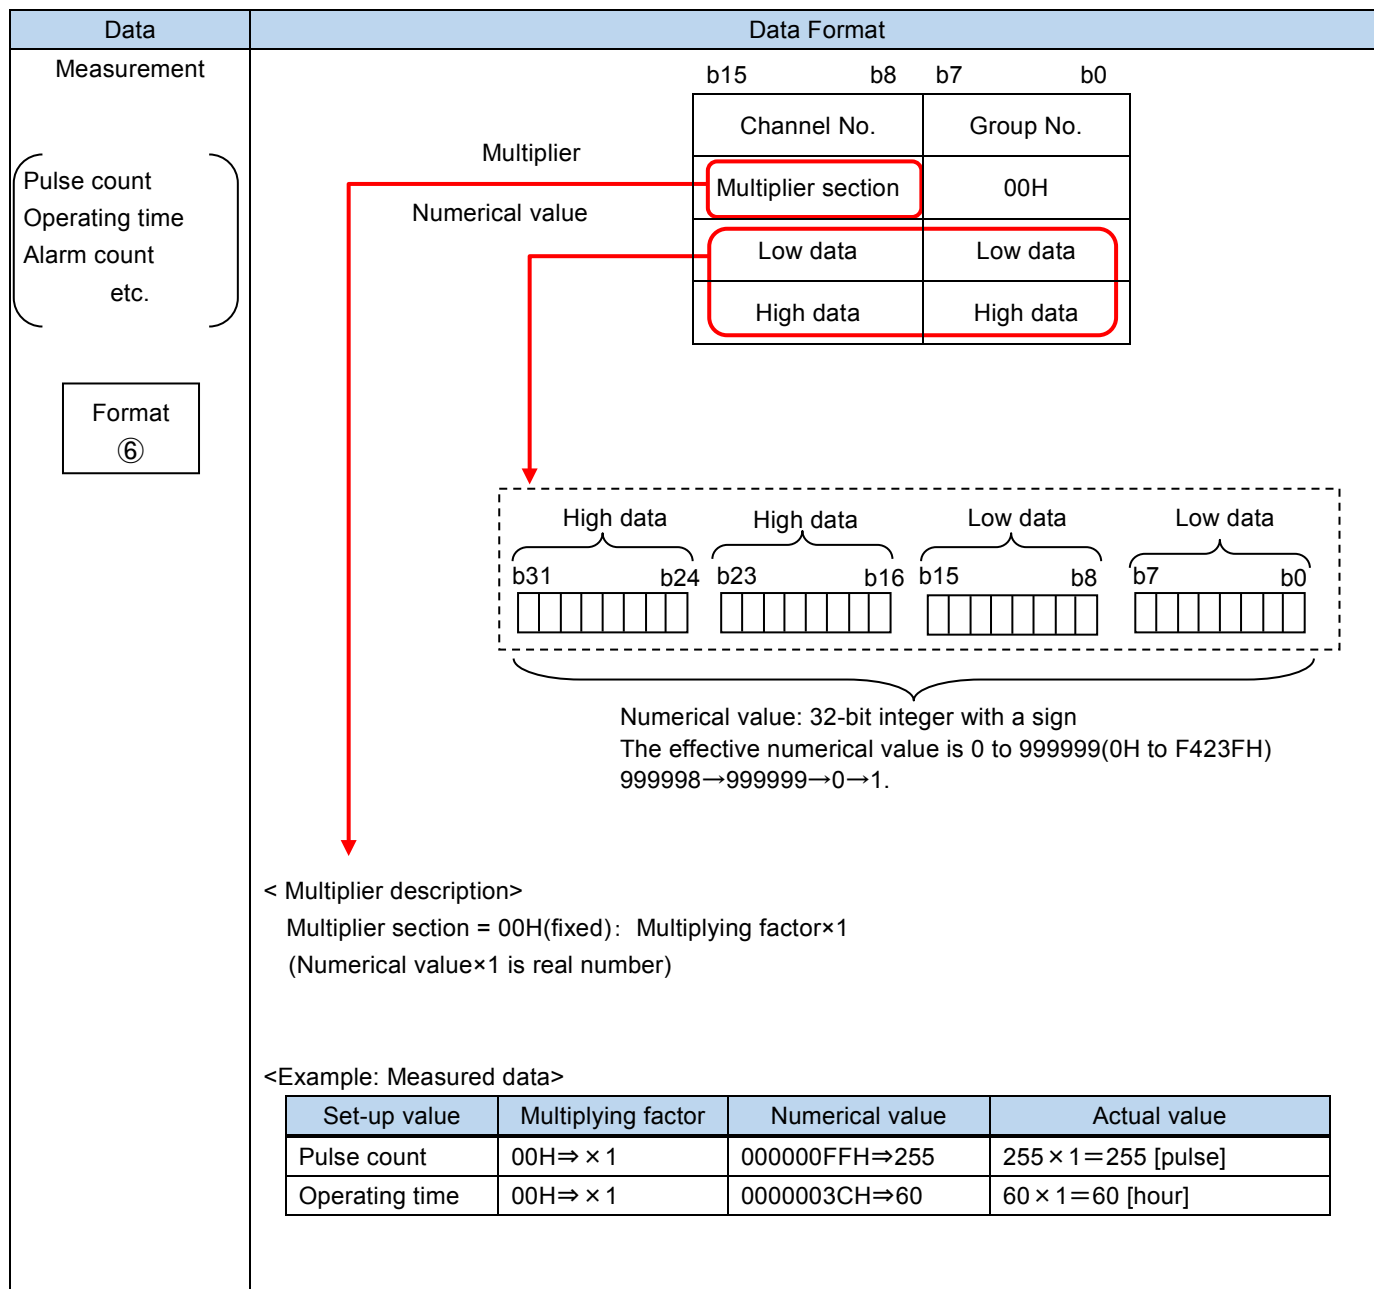 Data Data Format
Measurement
Pulse count
Operating time
Alarm count
etc.
Format
⑥
b15 b8 b7 b0
Channel No. Group No.
Multiplier
Multiplier section 00H
Numerical value
Low data Low data
High data High data
High data High data Low data Low data
b31 b24 b23 b16 b15 b8 b7 b0
Numerical value: 32-bit integer with a sign
The effective numerical value is 0 to 999999(0H to F423FH)
999998→999999→0→1.
< Multiplier description>
Multiplier section = 00H(fixed): Multiplying factor×1
(Numerical value×1 is real number)
<Example: Measured data>
Set-up value Multiplying factor Numerical value Actual value
Pulse count 00H⇒×1 000000FFH⇒255 255×1=255 [pulse]
Operating time 00H⇒×1 0000003CH⇒60 60×1=60 [hour]